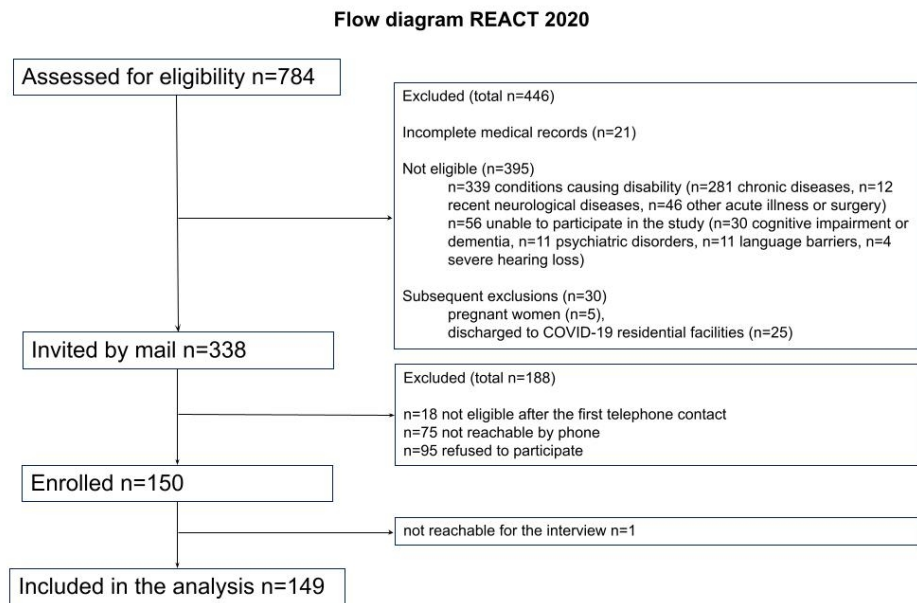 Flow diagram REACT 2020
Assessed for eligibility n=784
Excluded (total n=446)
Incomplete medical records (n=21)
Not eligible (n=395)
n=339 conditions causing disability (n=281 chronic diseases, n=12
recent neurological diseases, n=46 other acute illness or surgery)
n=56 unable to participate in the study (n=30 cognitive impairment or
dementia, n=11 psychiatric disorders, n=11 language barriers, n=4
severe hearing loss)
Subsequent exclusions (n=30)
pregnant women (n=5),
discharged to COVID-19 residential facilities (n=25)
Invited by mail n=338
Excluded (total n=188)
n=18 not eligible after the first telephone contact
n=75 not reachable by phone
n=95 refused to participate
Enrolled n=150
not reachable for the interview n=1
Included in the analysis n=149